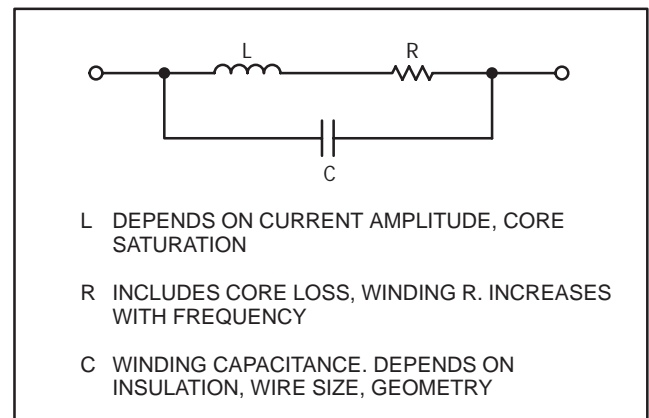 L
R
C
L DEPENDS ON CURRENT AMPLITUDE, CORE
SATURATION
R INCLUDES CORE LOSS, WINDING R. INCREASES
WITH FREQUENCY
C WINDING CAPACITANCE. DEPENDS ON
INSULATION, WIRE SIZE, GEOMETRY